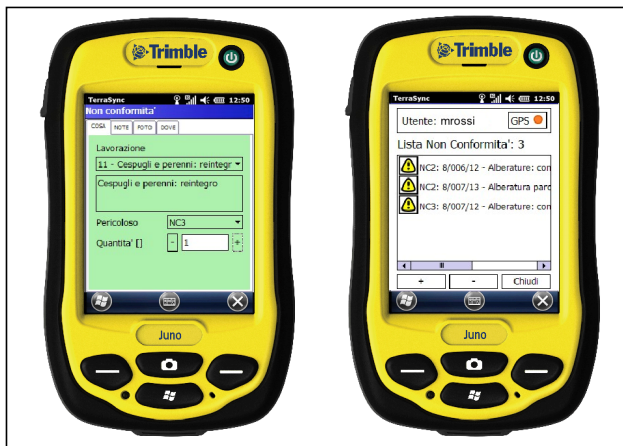 Trimble
TerraSync 12:50
Non conformita'
COSA NOTE FOTO DOVE
Lavorazione
11 - Cespugli e perenni: reintegr
Cespugli e perenni: reintegro
Pericoloso NC3
Quantita' [] - 1 +
Juno
Trimble
TerraSync 12:50
Utente: mrossi GPS
Lista Non Conformita': 3
NC2: 8/006/12 - Alberature: con
NC2: 8/007/13 - Alberatura parc
NC3: 8/007/12 - Alberature: con
+ - Chiudi
Juno